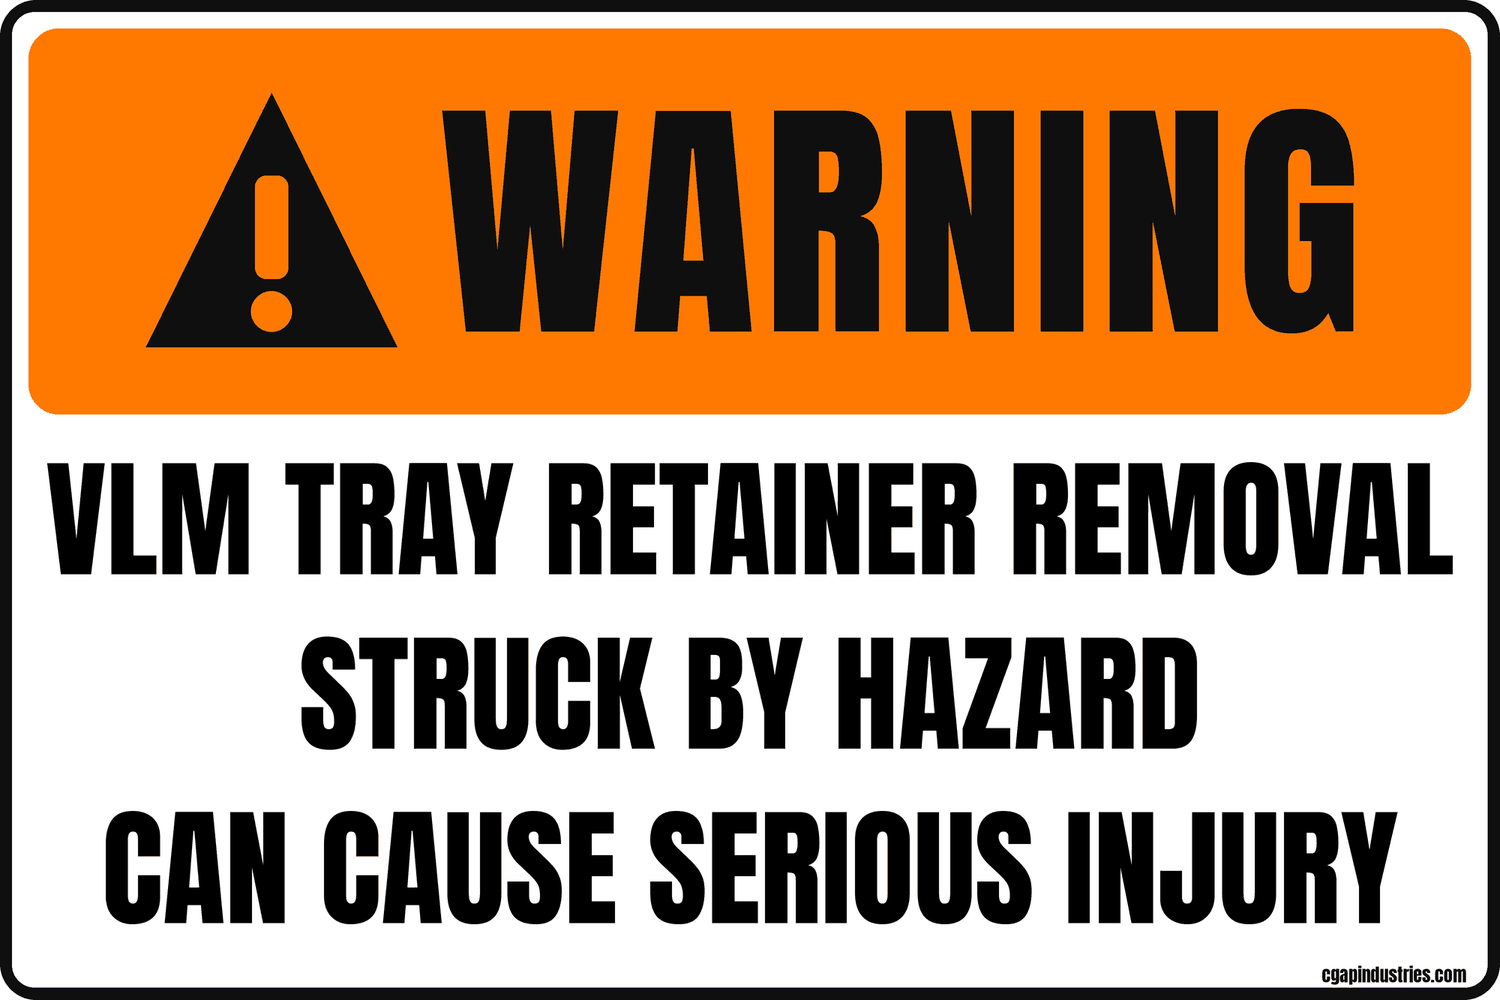 WARNING
VLM TRAY RETAINER REMOVAL
STRUCK BY HAZARD
CAN CAUSE SERIOUS INJURY
cgapindustries.com